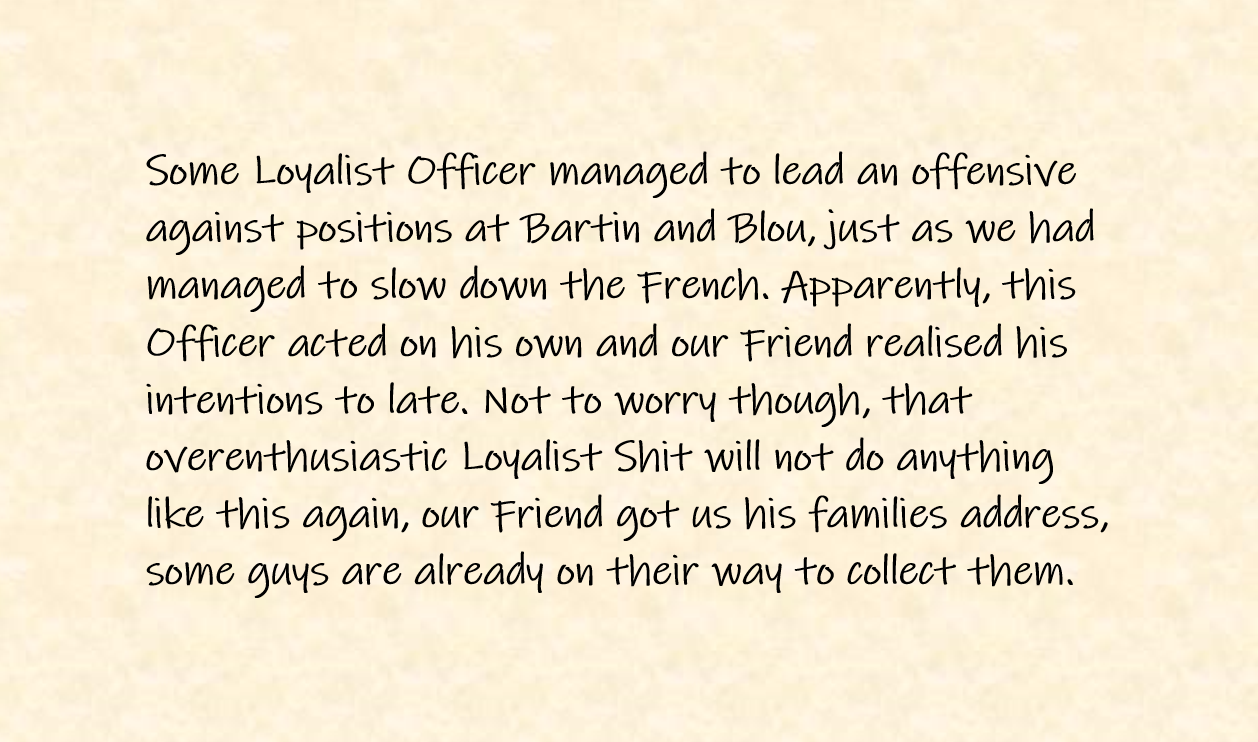 Some Loyalist Officer managed to lead an offensive
against positions at Bartin and Blou, just as we had
managed to slow down the French. Apparently, this
Officer acted on his own and our Friend realised his
intentions to late. Not to worry though, that
overenthusiastic Loyalist Shit will not do anything
like this again, our Friend got us his families address,
some guys are already on their way to collect them.